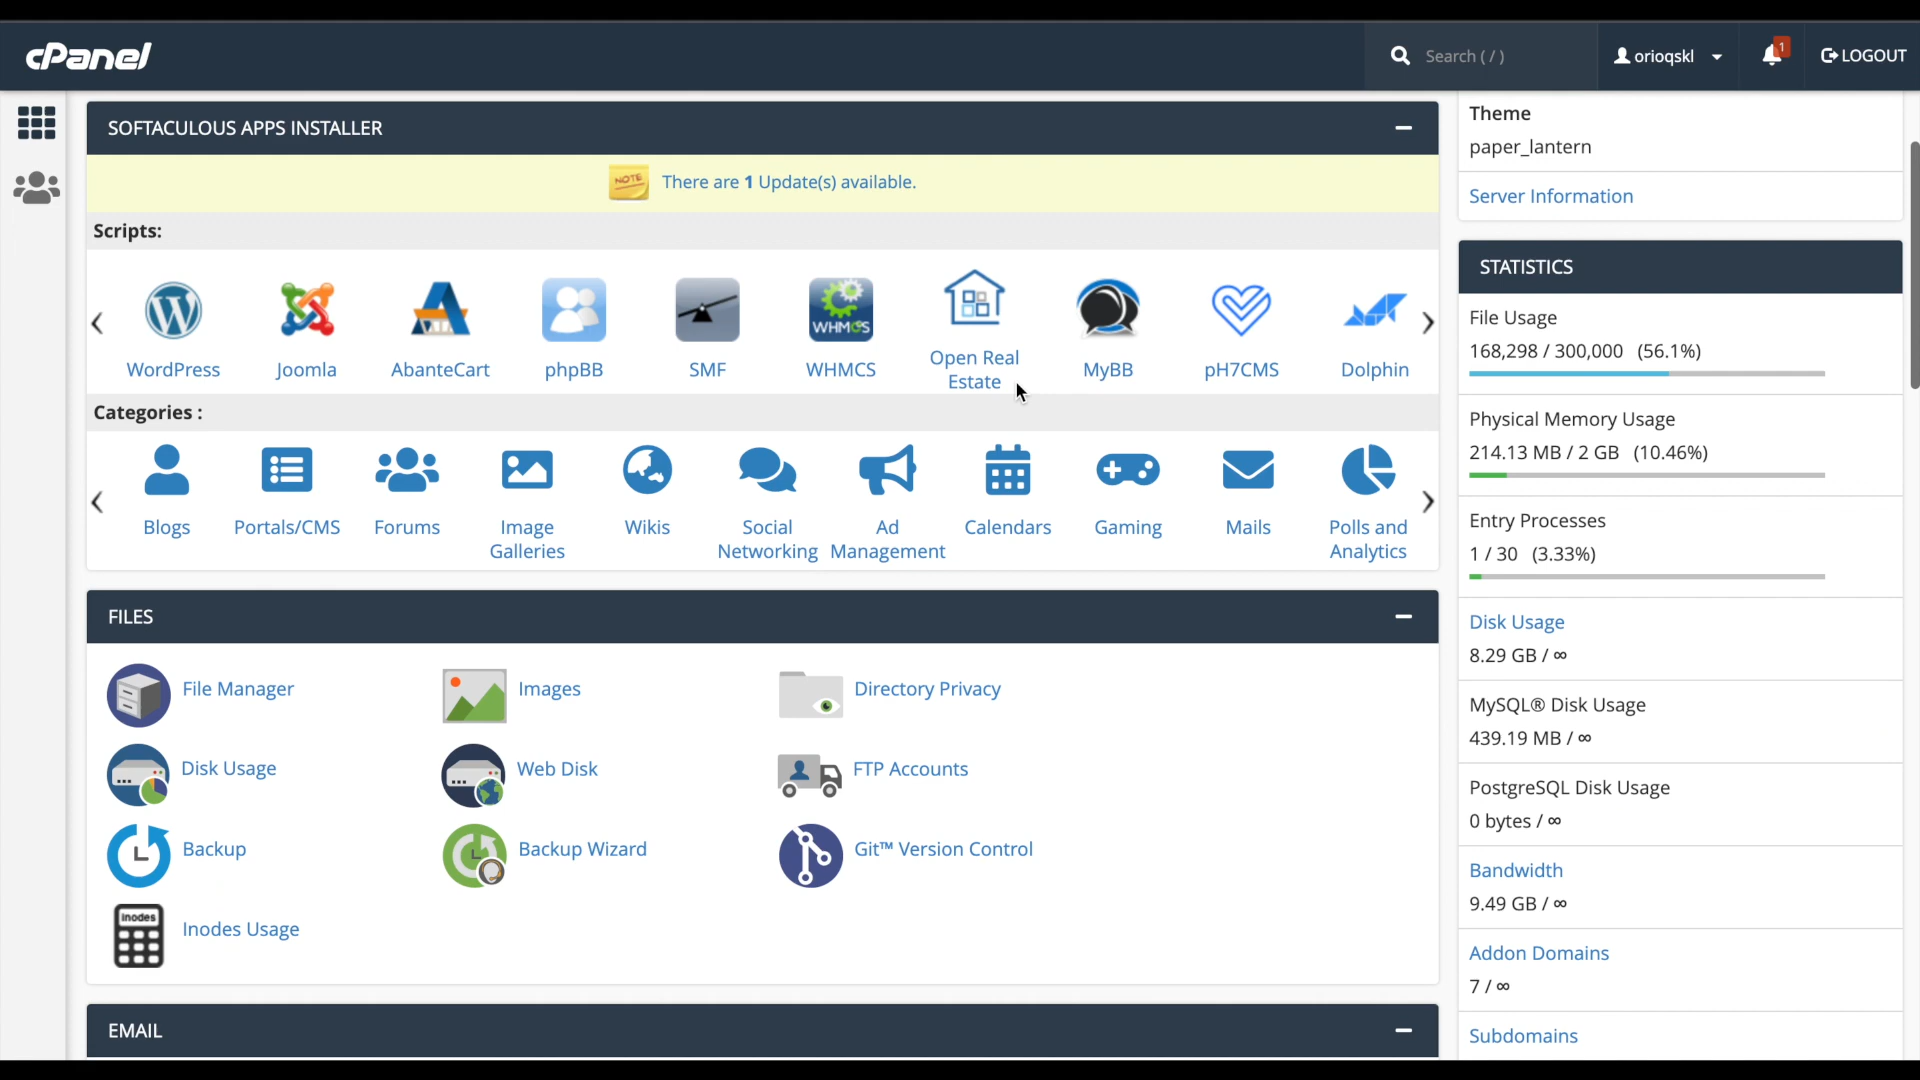 cPanel
Search ( / )
orioqskl
1
LOGOUT
SOFTACULOUS APPS INSTALLER
NOTE
There are 1 Update(s) available.
Scripts:
WordPress
Joomla
AbanteCart
phpBB
SMF
WHMCS
WHMCS
Open Real
Estate
MyBB
pH7CMS
Dolphin
Categories :
Blogs
Portals/CMS
Forums
Image
Galleries
Wikis
Social
Networking
Ad
Management
Calendars
Gaming
Mails
Polls and
Analytics
FILES
File Manager
Images
Directory Privacy
Disk Usage
Web Disk
FTP Accounts
Backup
Backup Wizard
Git™ Version Control
Inodes
Inodes Usage
EMAIL
Theme
paper_lantern
Server Information
STATISTICS
File Usage
168,298 / 300,000 (56.1%)
Physical Memory Usage
214.13 MB / 2 GB (10.46%)
Entry Processes
1 / 30 (3.33%)
Disk Usage
8.29 GB / ∞
MySQL® Disk Usage
439.19 MB / ∞
PostgreSQL Disk Usage
0 bytes / ∞
Bandwidth
9.49 GB / ∞
Addon Domains
7 / ∞
Subdomains